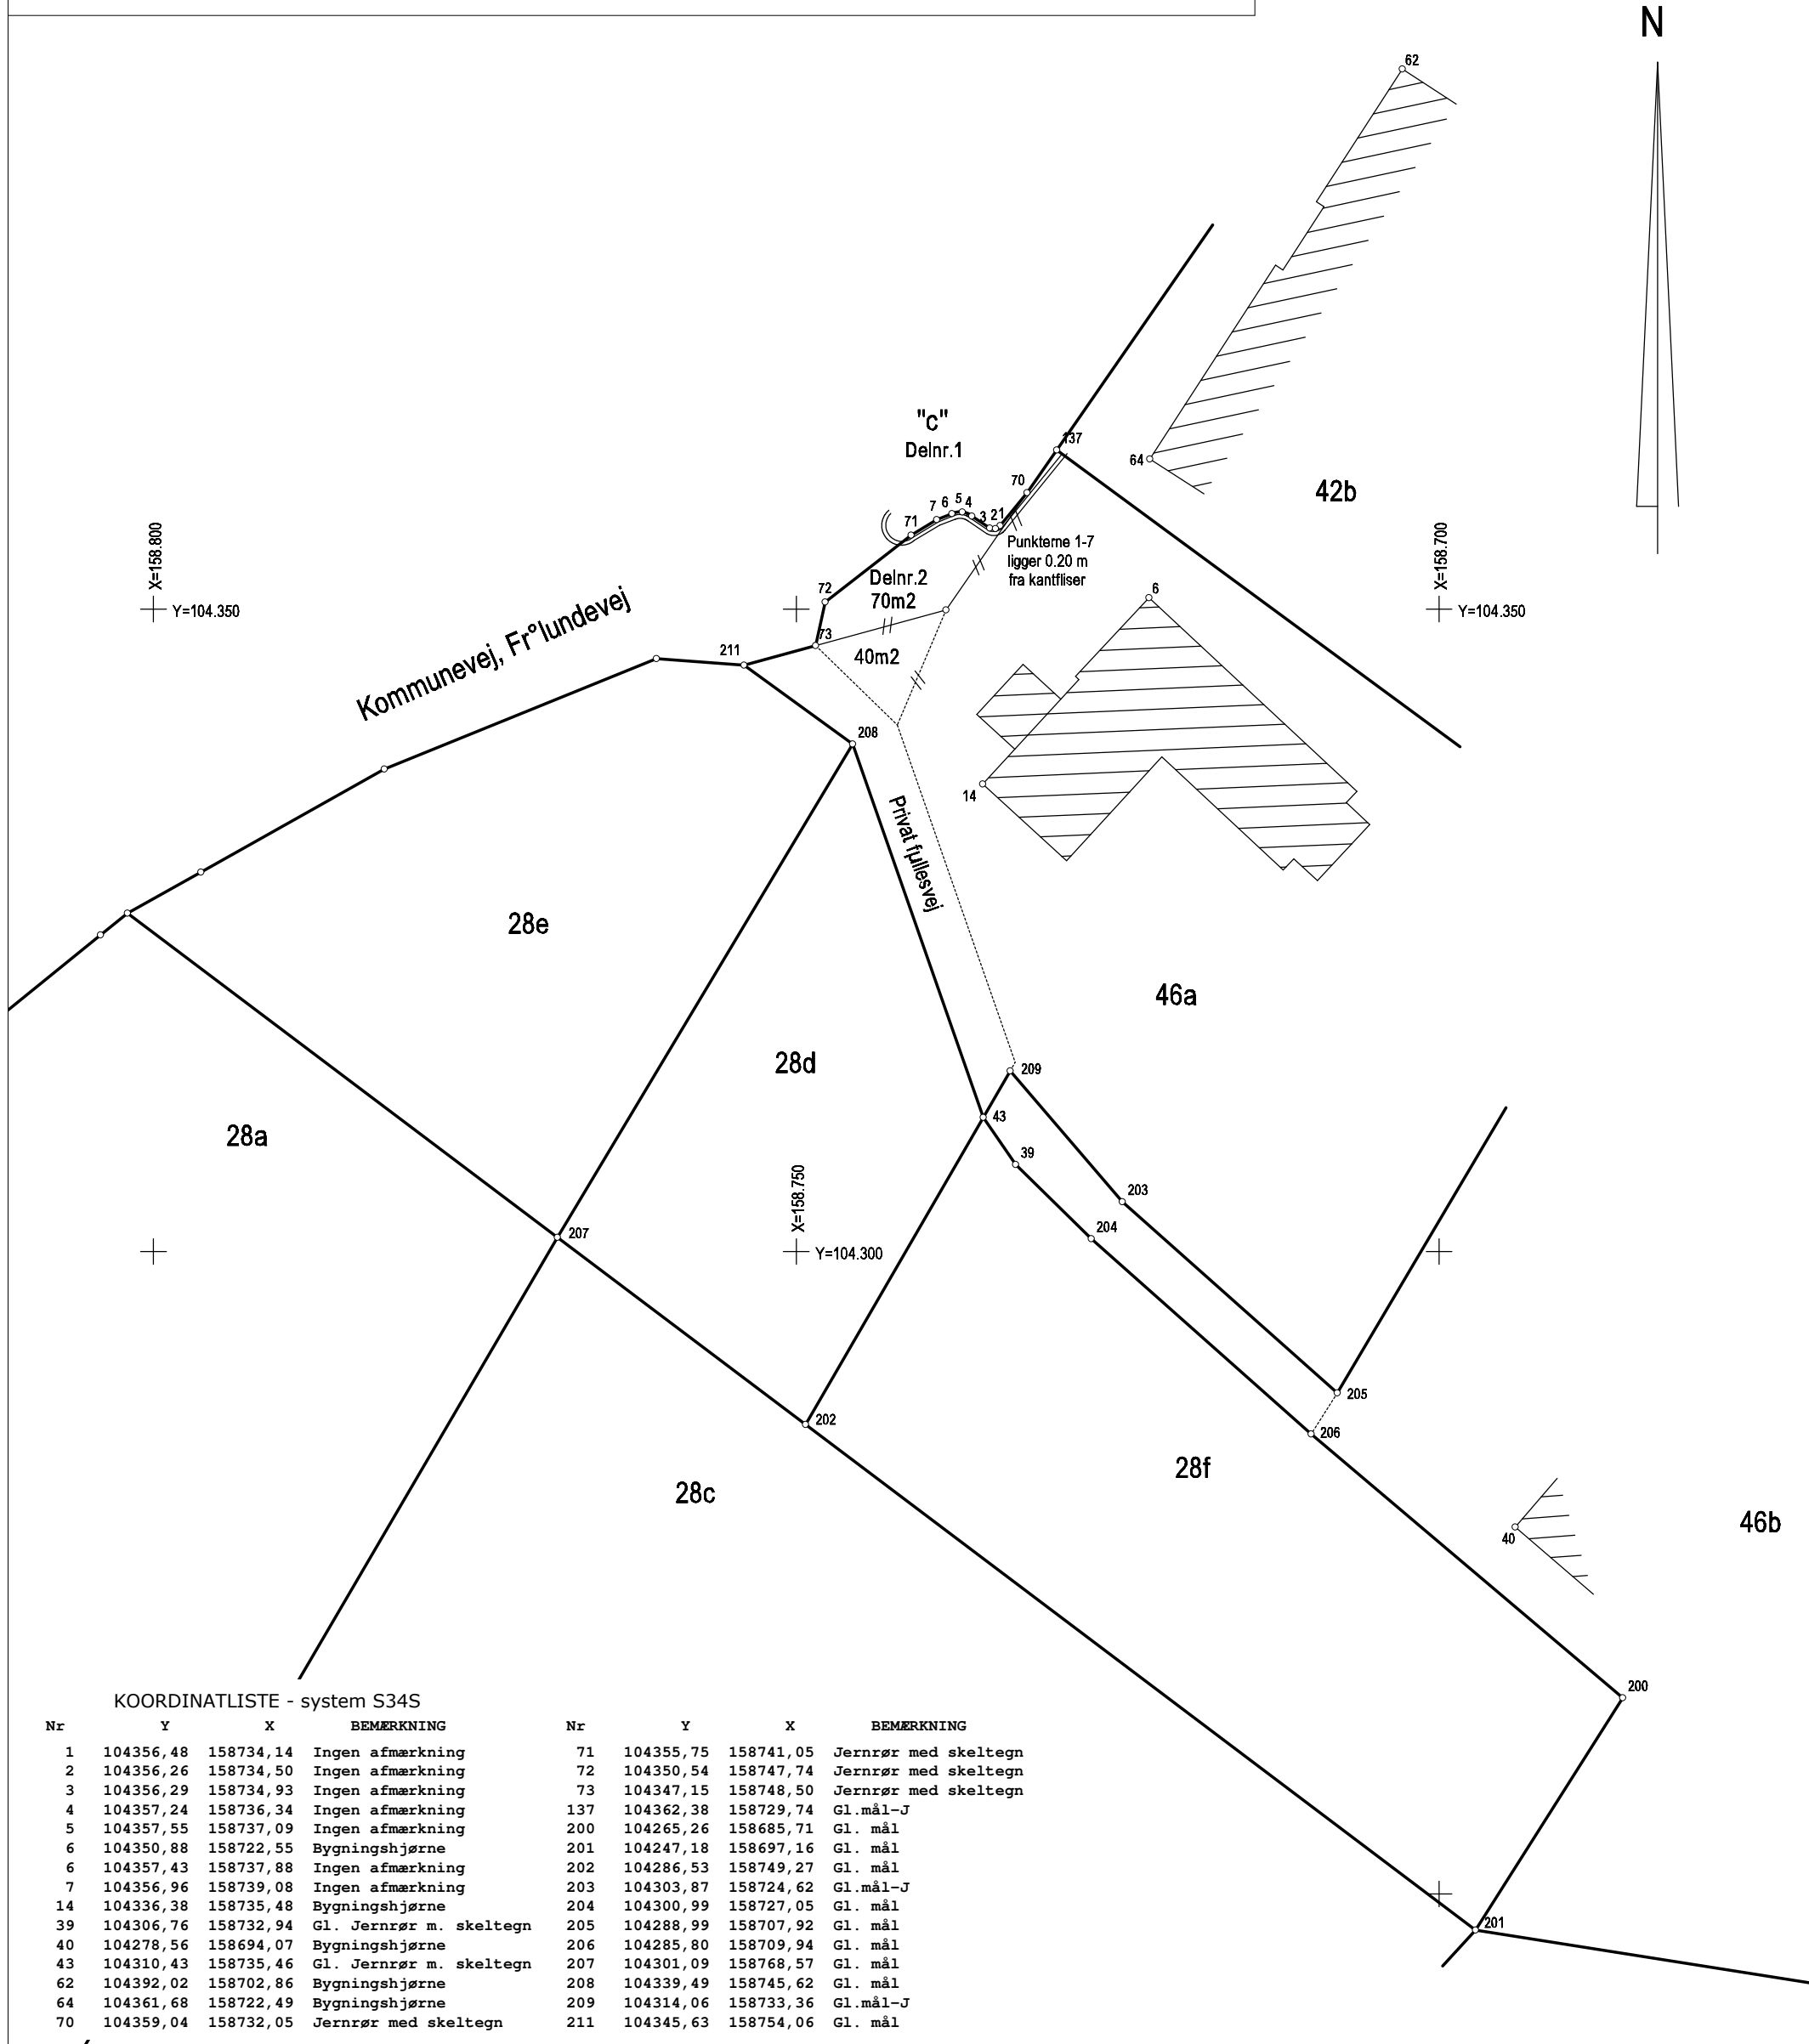 N
62
"c"
Delnr.1
137
64
70
42b
5
6 4
7
71 3 21
Punkterne 1-7
ligger 0.20 m
fra kantfliser
X=158.800
Y=104.350
X=158.700
Y=104.350
Delnr.2
70m2
72
6
73
40m2
211
Kommunevej, Fr°lundevej
208
14
Privat fµllesvej
28e
46a
28d
209
43
28a
39
203
204
X=158.750
Y=104.300
207
205
202
206
28f
28c
46b
40
200
201
KOORDINATLISTE - system S34S
Nr Y X BEMÆRKNING Nr Y X BEMÆRKNING
1 104356,48 158734,14 Ingen afmærkning 71 104355,75 158741,05 Jernrør med skeltegn
2 104356,26 158734,50 Ingen afmærkning 72 104350,54 158747,74 Jernrør med skeltegn
3 104356,29 158734,93 Ingen afmærkning 73 104347,15 158748,50 Jernrør med skeltegn
4 104357,24 158736,34 Ingen afmærkning 137 104362,38 158729,74 Gl.mål-J
5 104357,55 158737,09 Ingen afmærkning 200 104265,26 158685,71 Gl. mål
6 104350,88 158722,55 Bygningshjørne 201 104247,18 158697,16 Gl. mål
6 104357,43 158737,88 Ingen afmærkning 202 104286,53 158749,27 Gl. mål
7 104356,96 158739,08 Ingen afmærkning 203 104303,87 158724,62 Gl.mål-J
14 104336,38 158735,48 Bygningshjørne 204 104300,99 158727,05 Gl. mål
39 104306,76 158732,94 Gl. Jernrør m. skeltegn 205 104288,99 158707,92 Gl. mål
40 104278,56 158694,07 Bygningshjørne 206 104285,80 158709,94 Gl. mål
43 104310,43 158735,46 Gl. Jernrør m. skeltegn 207 104301,09 158768,57 Gl. mål
62 104392,02 158702,86 Bygningshjørne 208 104339,49 158745,62 Gl. mål
64 104361,68 158722,49 Bygningshjørne 209 104314,06 158733,36 Gl.mål-J
70 104359,04 158732,05 Jernrør med skeltegn 211 104345,63 158754,06 Gl. mål